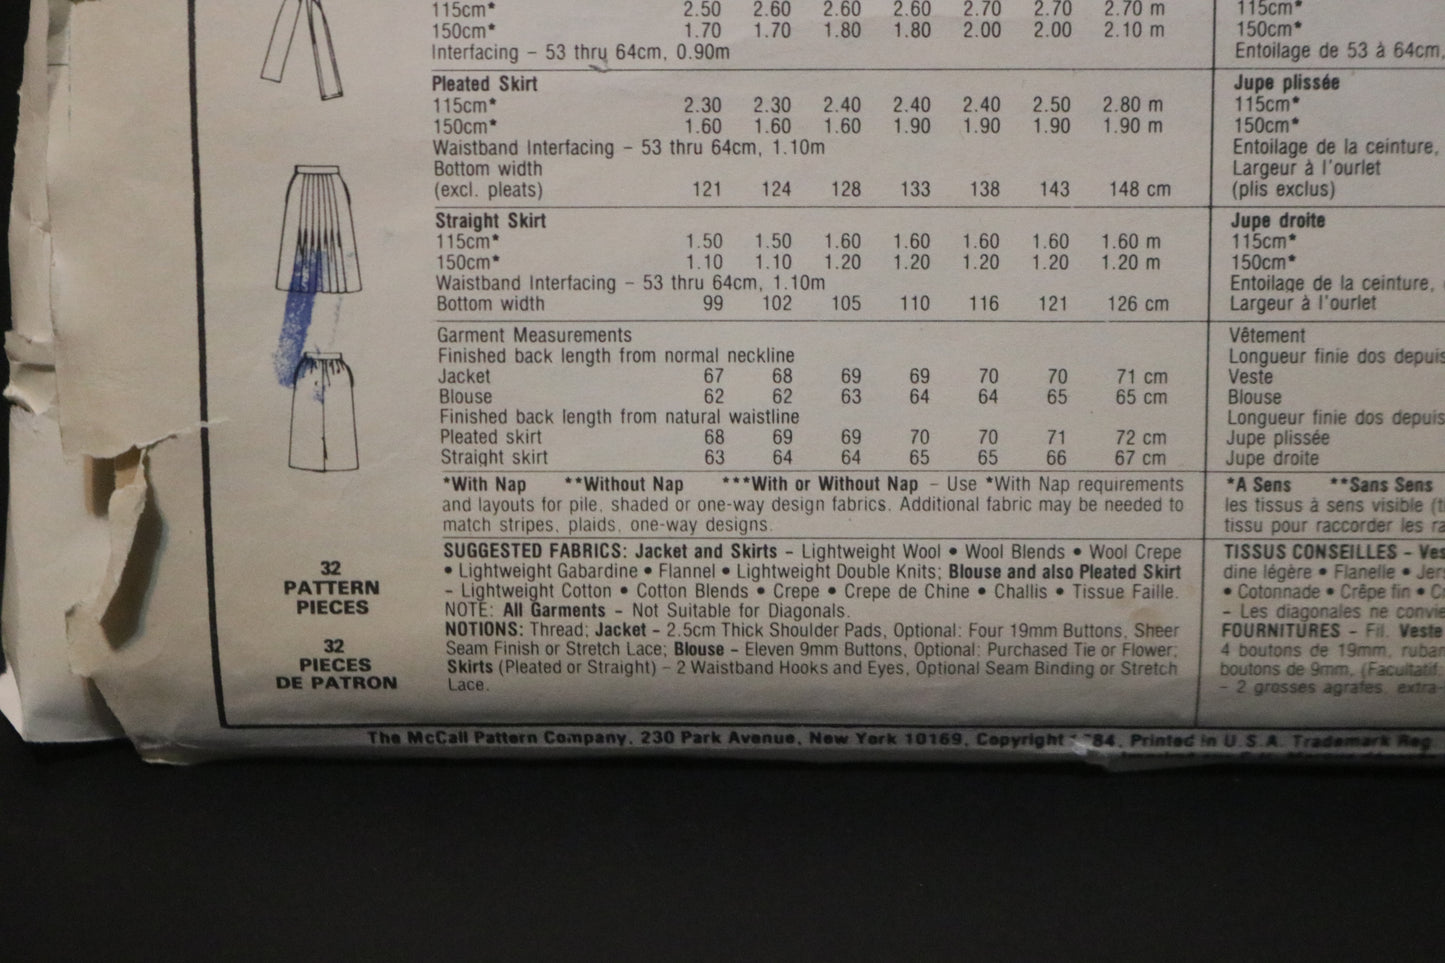 115cm* 2.50 2.60 2.60 2.60 2.70 2.70 2.70 m
150cm* 1.70 1.70 1.80 1.80 2.00 2.00 2.10 m
Interfacing – 53 thru 64cm, 0.90m
Pleated Skirt
115cm* 2.30 2.30 2.40 2.40 2.40 2.50 2.80 m
150cm* 1.60 1.60 1.60 1.90 1.90 1.90 1.90 m
Waistband Interfacing – 53 thru 64cm, 1.10m
Bottom width
(excl. pleats) 121 124 128 133 138 143 148 cm
Straight Skirt
115cm* 1.50 1.50 1.60 1.60 1.60 1.60 1.60 m
150cm* 1.10 1.10 1.20 1.20 1.20 1.20 1.20 m
Waistband Interfacing – 53 thru 64cm, 1.10m
Bottom width 99 102 105 110 116 121 126 cm
Garment Measurements
Finished back length from normal neckline
Jacket 67 68 69 69 70 70 71 cm
Blouse 62 62 63 64 64 65 65 cm
Finished back length from natural waistline
Pleated skirt 68 69 69 70 70 71 72 cm
Straight skirt 63 64 64 65 65 66 67 cm
*With Nap **Without Nap ***With or Without Nap – Use *With Nap requirements
and layouts for pile, shaded or one-way design fabrics. Additional fabric may be needed to
match stripes, plaids, one-way designs.
SUGGESTED FABRICS: Jacket and Skirts – Lightweight Wool • Wool Blends • Wool Crepe
• Lightweight Gabardine • Flannel • Lightweight Double Knits; Blouse and also Pleated Skirt
– Lightweight Cotton • Cotton Blends • Crepe • Crepe de Chine • Challis • Tissue Faille.
NOTE: All Garments – Not Suitable for Diagonals.
NOTIONS: Thread; Jacket – 2.5cm Thick Shoulder Pads, Optional: Four 19mm Buttons, Sheer
Seam Finish or Stretch Lace; Blouse – Eleven 9mm Buttons, Optional: Purchased Tie or Flower;
Skirts (Pleated or Straight) – 2 Waistband Hooks and Eyes, Optional Seam Binding or Stretch
Lace.
32
PATTERN
PIECES
32
PIECES
DE PATRON
115cm*
150cm*
Entoilage de 53 à 64cm,
Jupe plissée
115cm*
150cm*
Entoilage de la ceinture,
Largeur à l'ourlet
(plis exclus)
Jupe droite
115cm*
150cm*
Entoilage de la ceinture,
Largeur à l'ourlet
Vêtement
Longueur finie dos depuis
Veste
Blouse
Longueur finie dos depuis
Jupe plissée
Jupe droite
*A Sens **Sans Sens
les tissus à sens visible
tissu pour raccorder les
TISSUS CONSEILLES –
dine légère • Flanelle •
• Cotonnade • Crêpe fin •
– Les diagonales ne
FOURNITURES – Fil. Veste
4 boutons de 19mm,
boutons de 9mm, (Facultatif:
– 2 grosses agrafes,
The McCall Pattern Company, 230 Park Avenue, New York 10169, Copyright 84, Printed in U.S.A. Trademark Reg